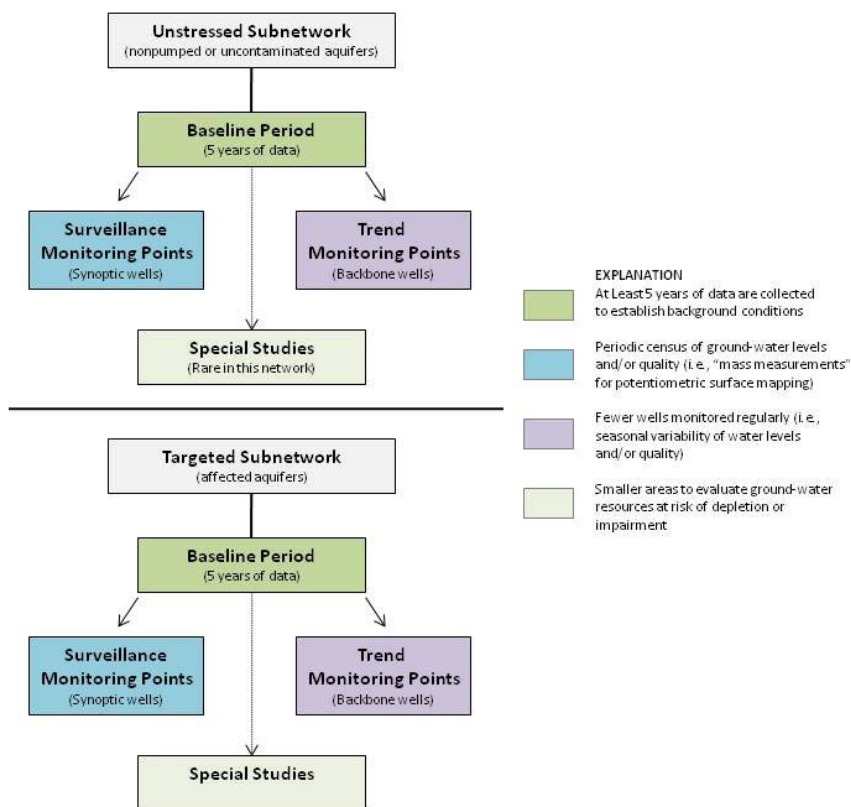 Unstressed Subnetwork
(nonpumped or uncontaminated aquifers)
Baseline Period
(5 years of data)
Surveillance
Monitoring Points
(Synoptic wells)
Trend
Monitoring Points
(Backbone wells)
Special Studies
(Rare in this network)
Targeted Subnetwork
(affected aquifers)
Baseline Period
(5 years of data)
Surveillance
Monitoring Points
(Synoptic wells)
Trend
Monitoring Points
(Backbone wells)
Special Studies
EXPLANATION
At Least 5 years of data are collected
to establish background conditions
Periodic census of ground-water levels
and/or quality (i.e., “mass measurements”
for potentiometric surface mapping)
Fewer wells monitored regularly (i.e.,
seasonal variability of water levels
and/or quality)
Smaller areas to evaluate ground-water
resources at risk of depletion or
impairment